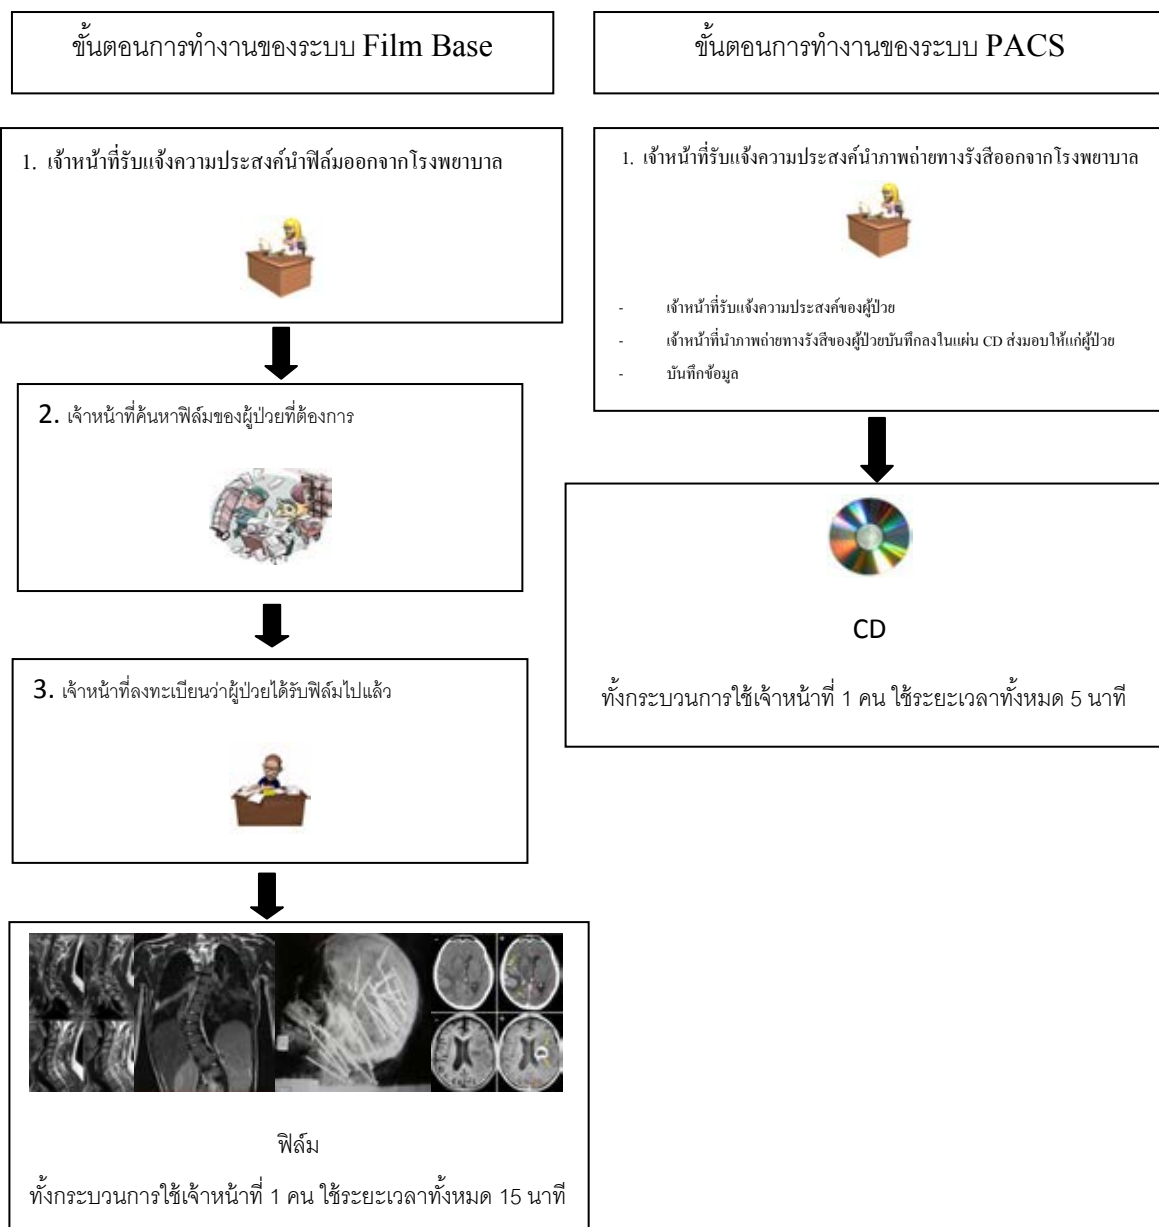 ขั้นตอนการทำงานของระบบ Film Base
1. เจ้าหน้าที่รับแจ้งความประสงค์นำฟิล์มออกจากโรงพยาบาล
2. เจ้าหน้าที่ค้นหาฟิล์มของผู้ป่วยที่ต้องการ
3. เจ้าหน้าที่ลงทะเบียนว่าผู้ป่วยได้รับฟิล์มไปแล้ว
ฟิล์ม
ทั้งกระบวนการใช้เจ้าหน้าที่ 1 คน ใช้ระยะเวลาทั้งหมด 15 นาที
ขั้นตอนการทำงานของระบบ PACS
1. เจ้าหน้าที่รับแจ้งความประสงค์นำภาพถ่ายทางรังสีออกจากโรงพยาบาล
- เจ้าหน้าที่รับแจ้งความประสงค์ของผู้ป่วย
- เจ้าหน้าที่นำภาพถ่ายทางรังสีของผู้ป่วยบันทึกลงในแผ่น CD ส่งมอบให้แก่ผู้ป่วย
- บันทึกข้อมูล
CD
ทั้งกระบวนการใช้เจ้าหน้าที่ 1 คน ใช้ระยะเวลาทั้งหมด 5 นาที